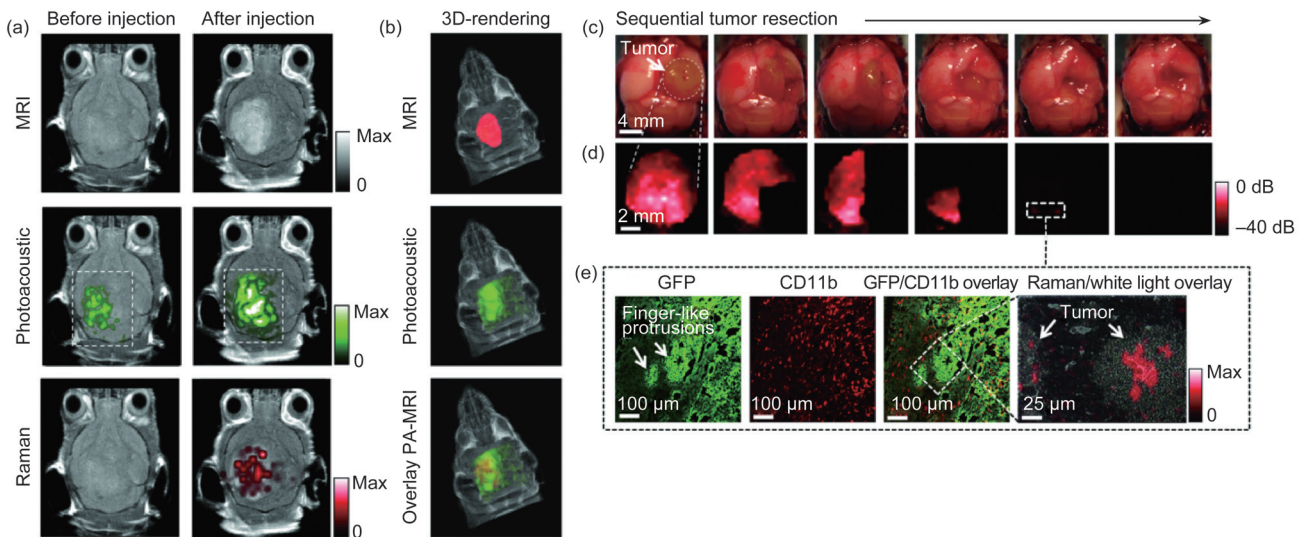 (a)
Before injection
After injection
MRI
Max
0
Photoacoustic
Max
0
Raman
Max
0
(b)
3D-rendering
MRI
Photoacoustic
Overlay PA-MRI
Sequential tumor resection
(c)
Tumor
4 mm
(d)
2 mm
0 dB
–40 dB
(e)
GFP
CD11b
GFP/CD11b overlay
Raman/white light overlay
Finger-like
protrusions
100 µm
100 µm
100 µm
Tumor
25 µm
Max
0